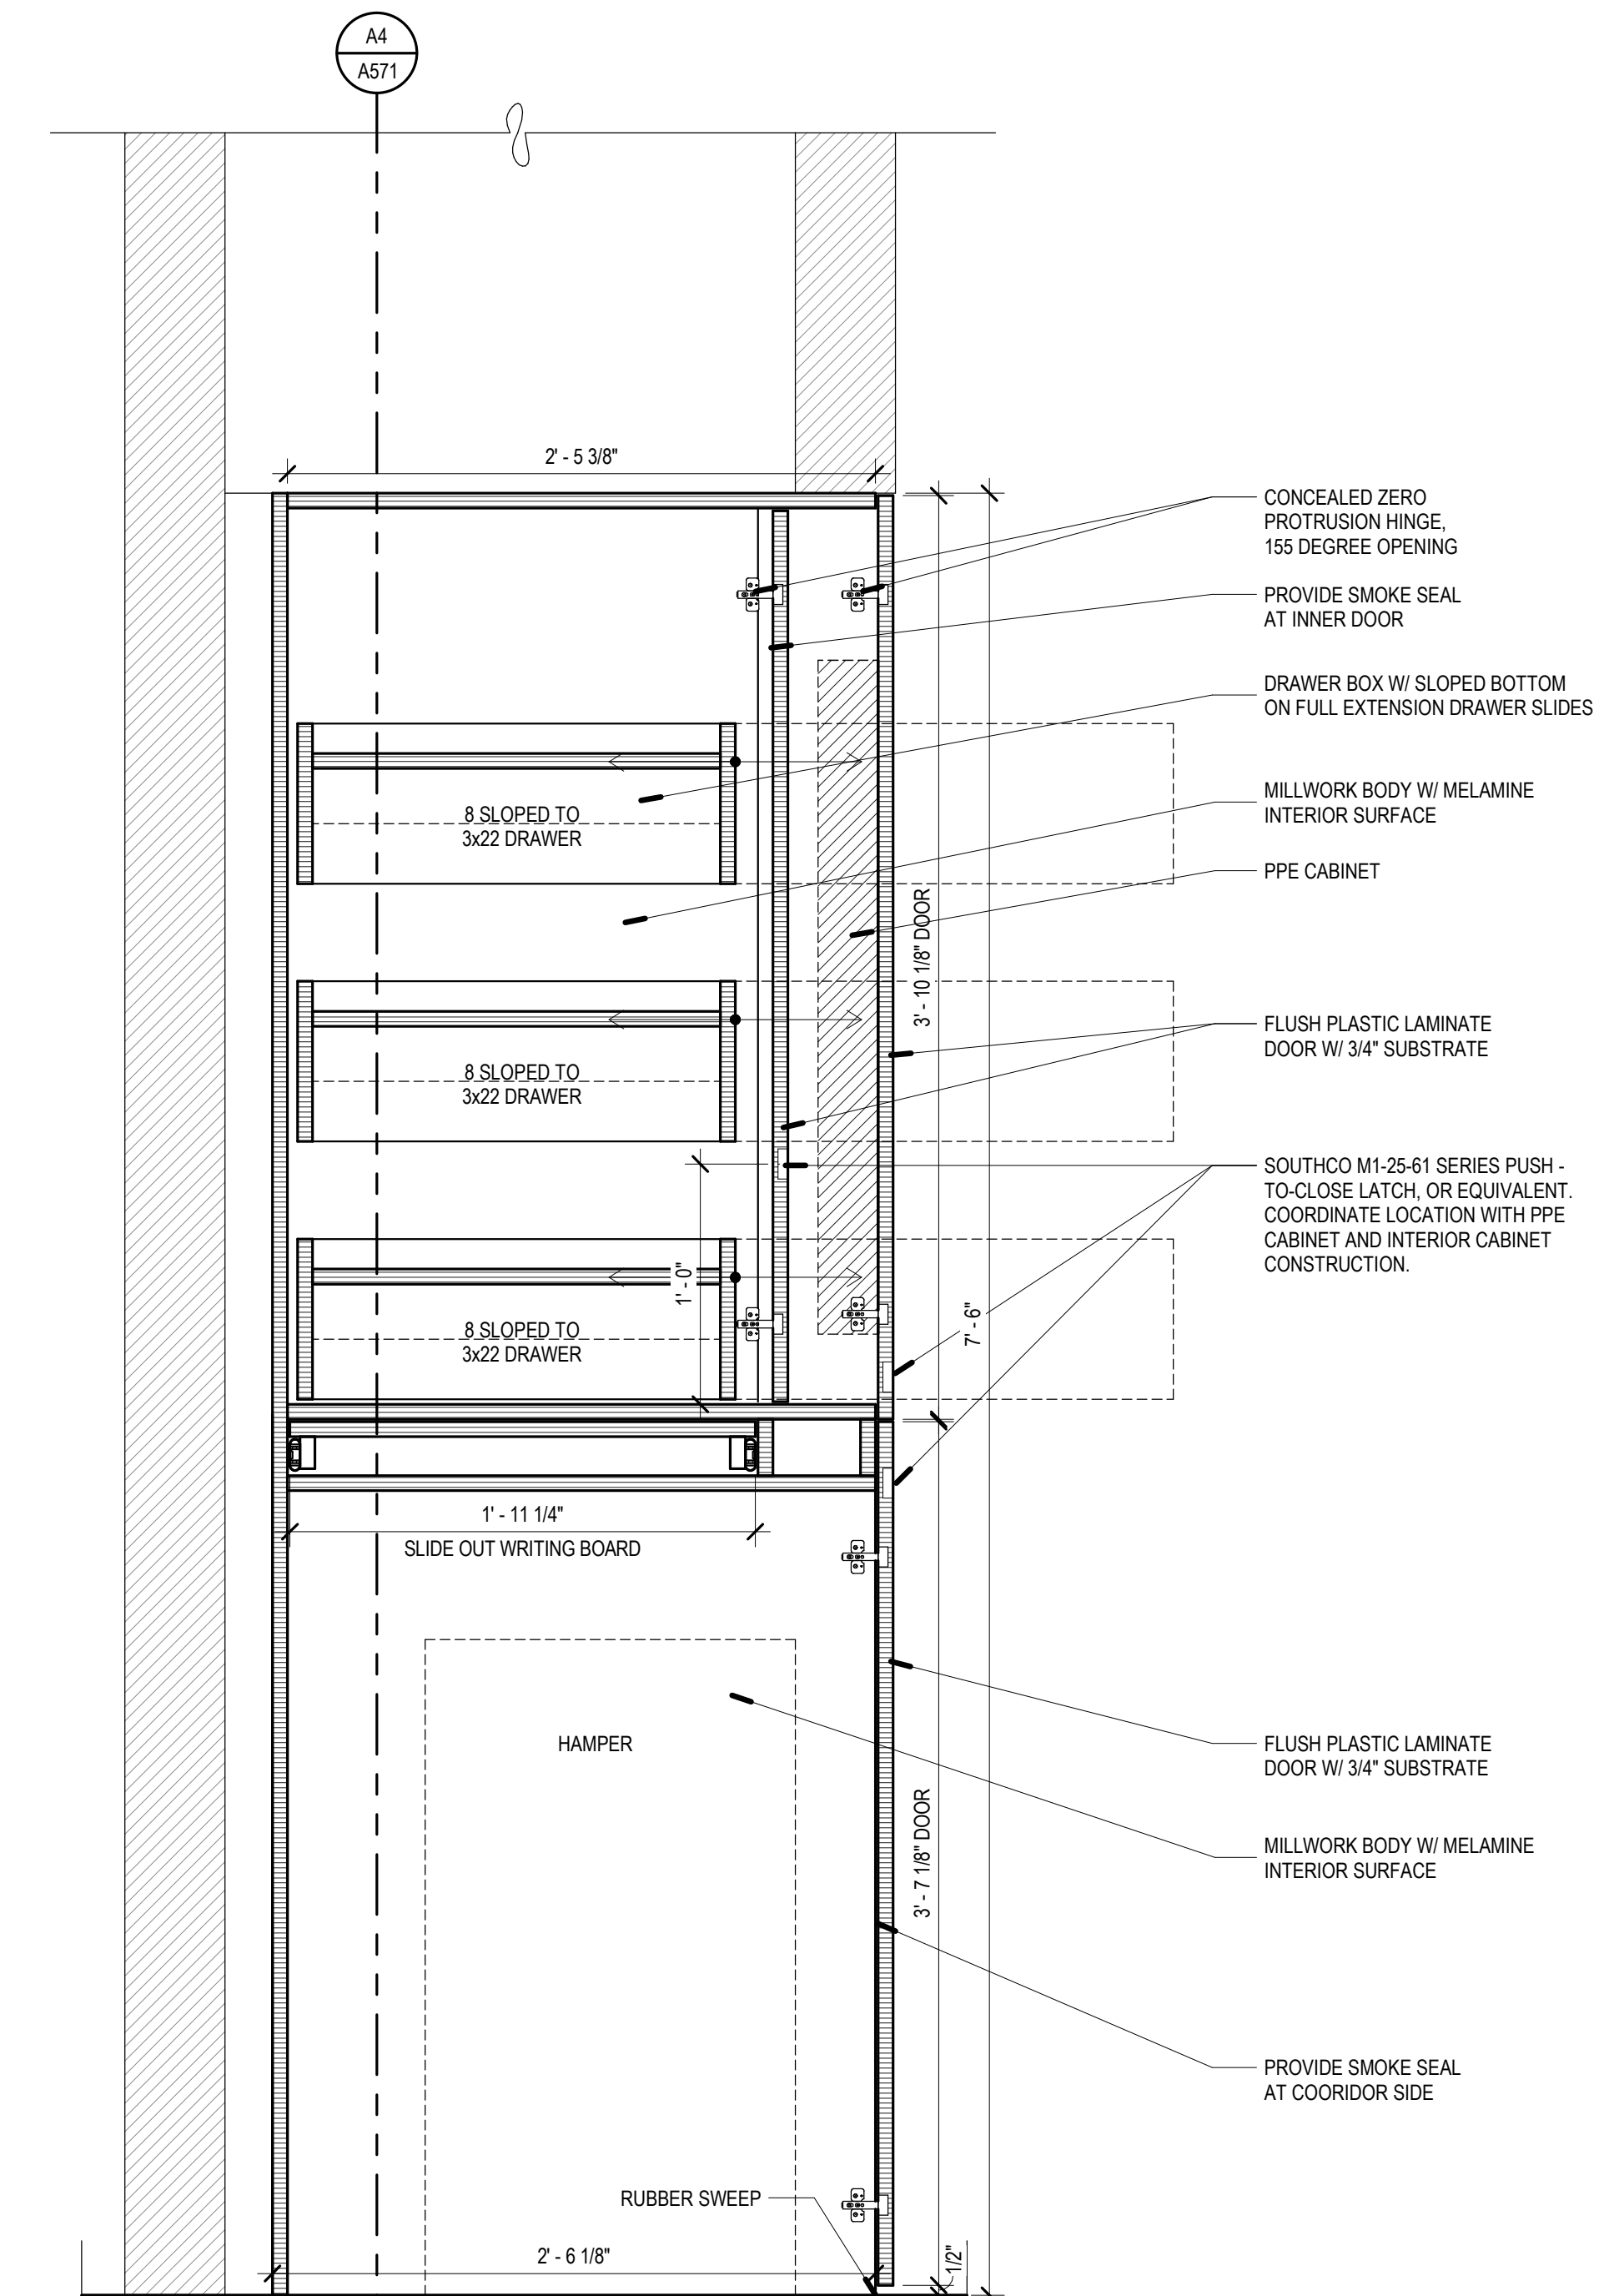 A4
A571
2' - 5 3/8"
CONCEALED ZERO
PROTRUSION HINGE,
155 DEGREE OPENING
PROVIDE SMOKE SEAL
AT INNER DOOR
DRAWER BOX W/ SLOPED BOTTOM
ON FULL EXTENSION DRAWER SLIDES
8 SLOPED TO
3x22 DRAWER
MILLWORK BODY W/ MELAMINE
INTERIOR SURFACE
PPE CABINET
3' - 10 1/8" DOOR
FLUSH PLASTIC LAMINATE
DOOR W/ 3/4" SUBSTRATE
8 SLOPED TO
3x22 DRAWER
SOUTHCO M1-25-61 SERIES PUSH -
TO-CLOSE LATCH, OR EQUIVALENT.
COORDINATE LOCATION WITH PPE
CABINET AND INTERIOR CABINET
CONSTRUCTION.
1' - 0"
7' - 6"
8 SLOPED TO
3x22 DRAWER
1' - 11 1/4"
SLIDE OUT WRITING BOARD
HAMPER
FLUSH PLASTIC LAMINATE
DOOR W/ 3/4" SUBSTRATE
3' - 7 1/8" DOOR
MILLWORK BODY W/ MELAMINE
INTERIOR SURFACE
PROVIDE SMOKE SEAL
AT COORIDOR SIDE
RUBBER SWEEP
2' - 6 1/8"
1/2"